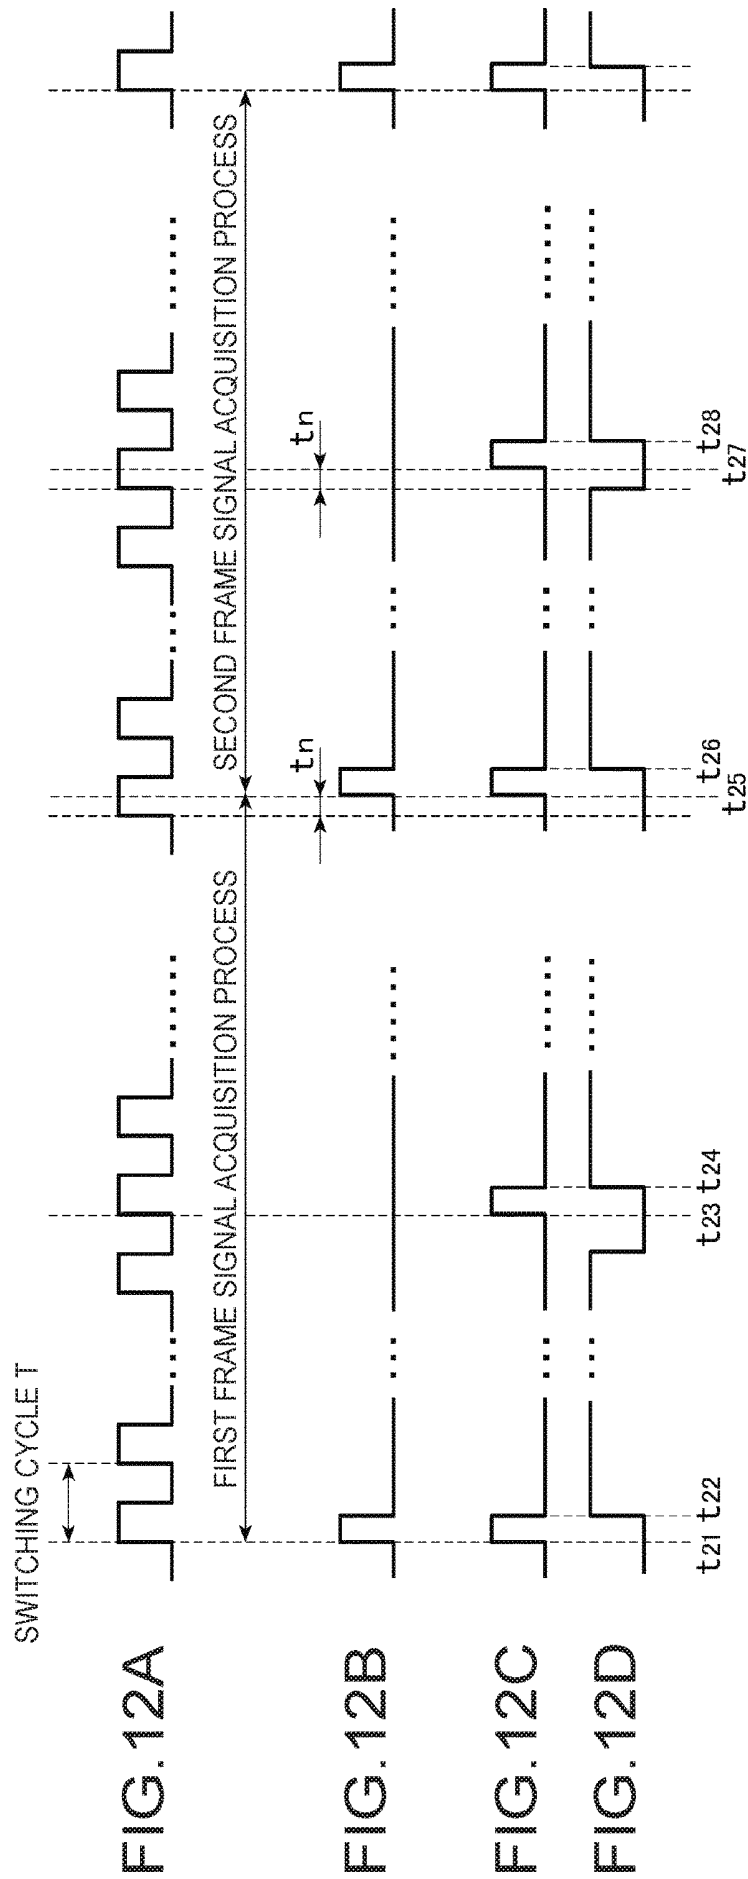 SWITCHING CYCLE T
FIG. 12A
FIRST FRAME SIGNAL ACQUISITION PROCESS
SECOND FRAME SIGNAL ACQUISITION PROCESS
tn
tn
FIG. 12B
FIG. 12C
FIG. 12D
t21 t22 t23 t24 t25 t26 t27 t28